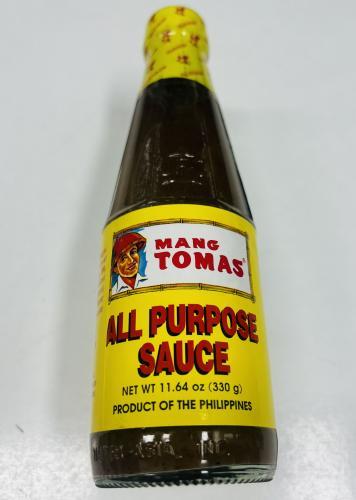 MANG
TOMAS®
ALL PURPOSE
SAUCE
NET WT 11.64 oz (330 g)
PRODUCT OF THE PHILIPPINES